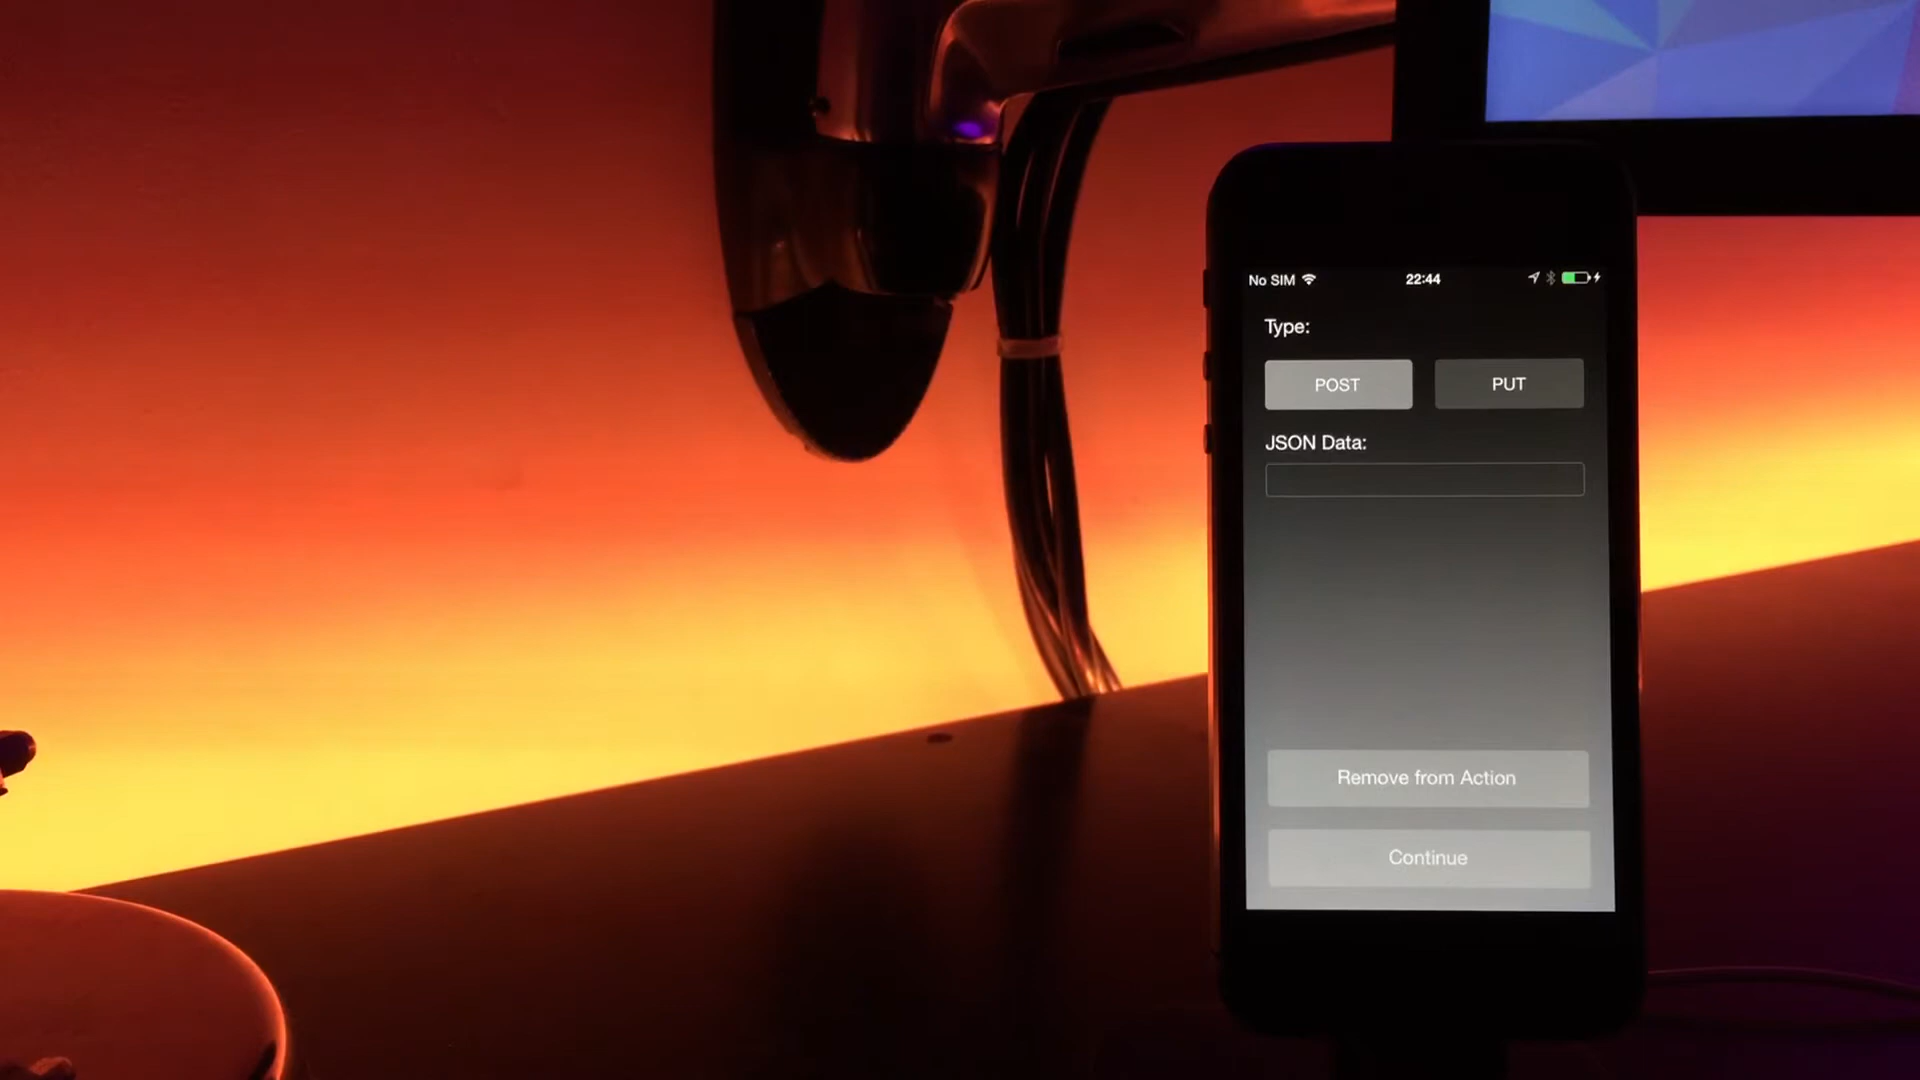 No SIM 22:44
Type:
POST PUT
JSON Data:
Remove from Action
Continue